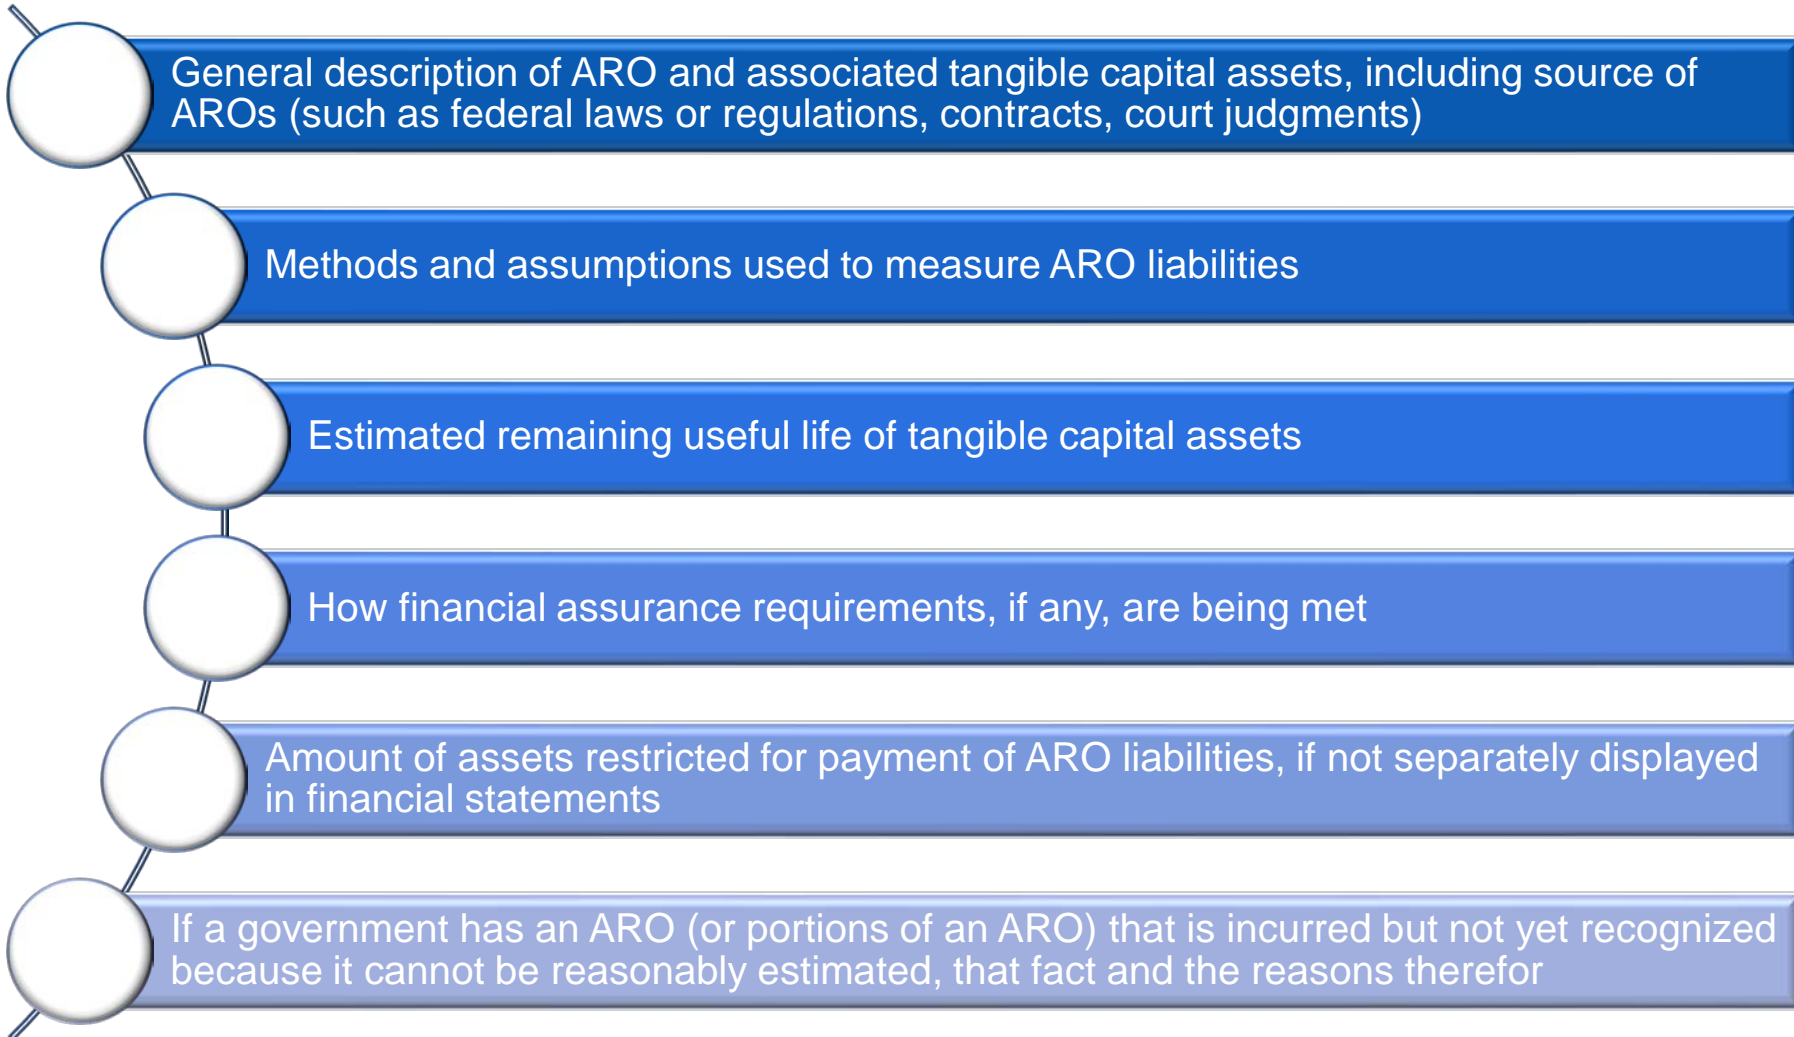 General description of ARO and associated tangible capital assets, including source of
AROs (such as federal laws or regulations, contracts, court judgments)
Methods and assumptions used to measure ARO liabilities
Estimated remaining useful life of tangible capital assets
How financial assurance requirements, if any, are being met
Amount of assets restricted for payment of ARO liabilities, if not separately displayed
in financial statements
If a government has an ARO (or portions of an ARO) that is incurred but not yet recognized
because it cannot be reasonably estimated, that fact and the reasons therefor